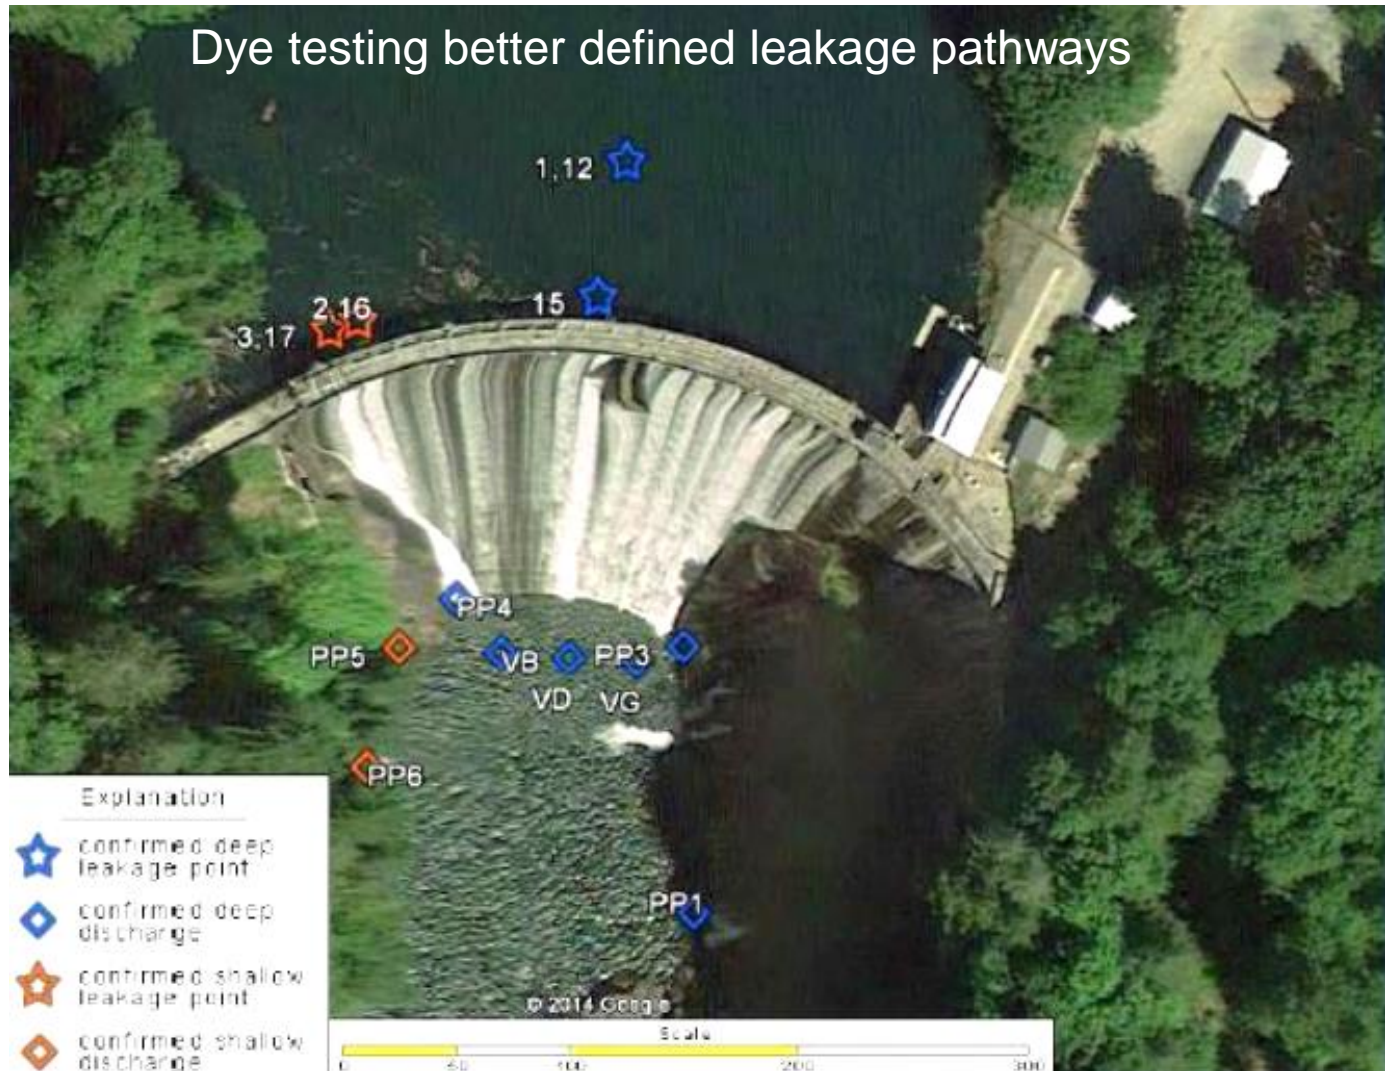 Dye testing better defined leakage pathways
1,12
15
2,16
3,17
PP4
PP5
VB
PP3
VD
VG
PP6
PP1
Explanation
confirmed deep
leakage point
confirmed deep
discharge
confirmed shallow
leakage point
confirmed shallow
discharge
© 2014 Google
Scale
0 50 100 200 300